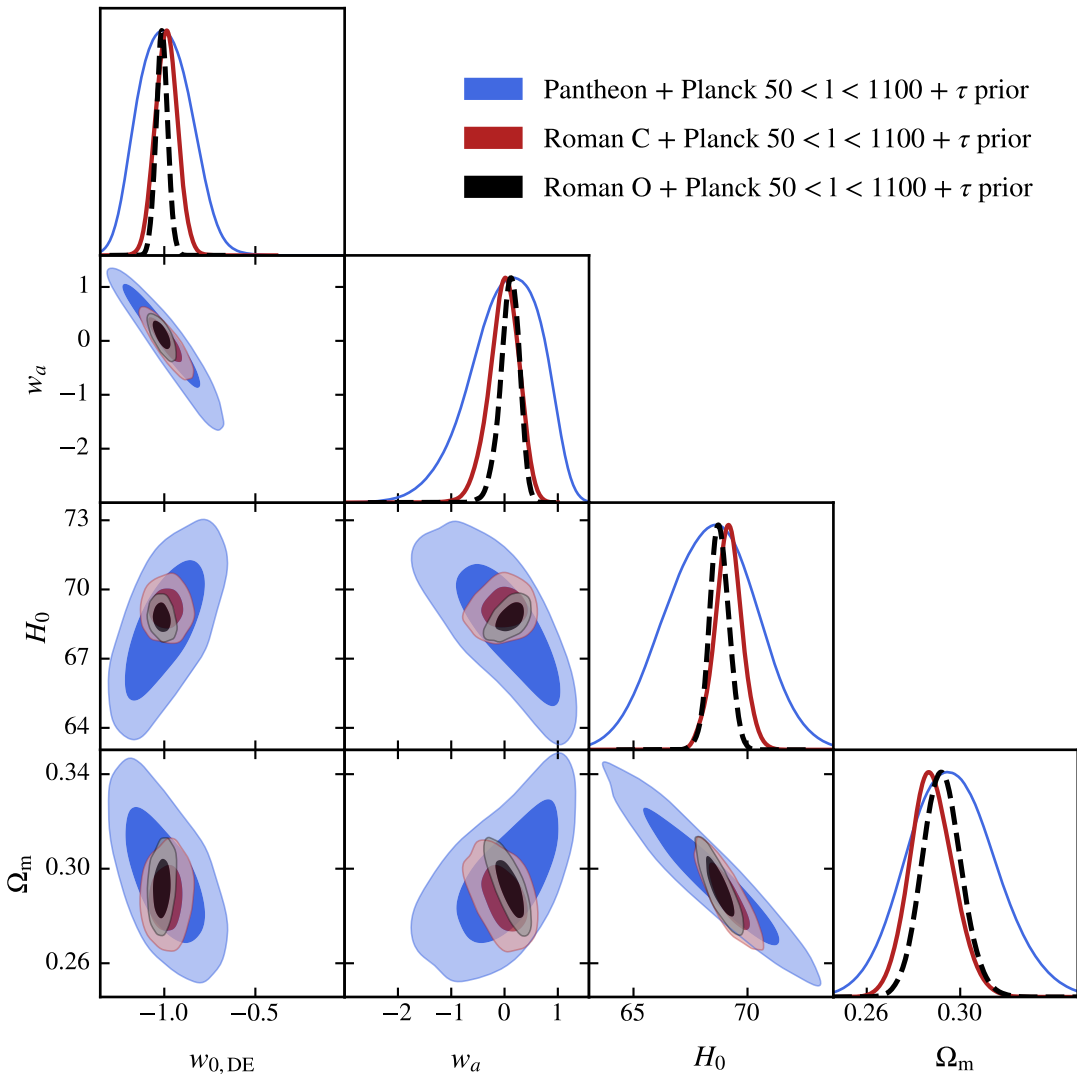 Pantheon + Planck 50 < l < 1100 + τ prior
Roman C + Planck 50 < l < 1100 + τ prior
Roman O + Planck 50 < l < 1100 + τ prior
1
0
−1
−2
w_a
73
70
67
64
H_0
0.34
0.30
0.26
Ω_m
−1.0 −0.5
−2 −1 0 1
65 70
0.26 0.30
w_{0,DE}
w_a
H_0
Ω_m